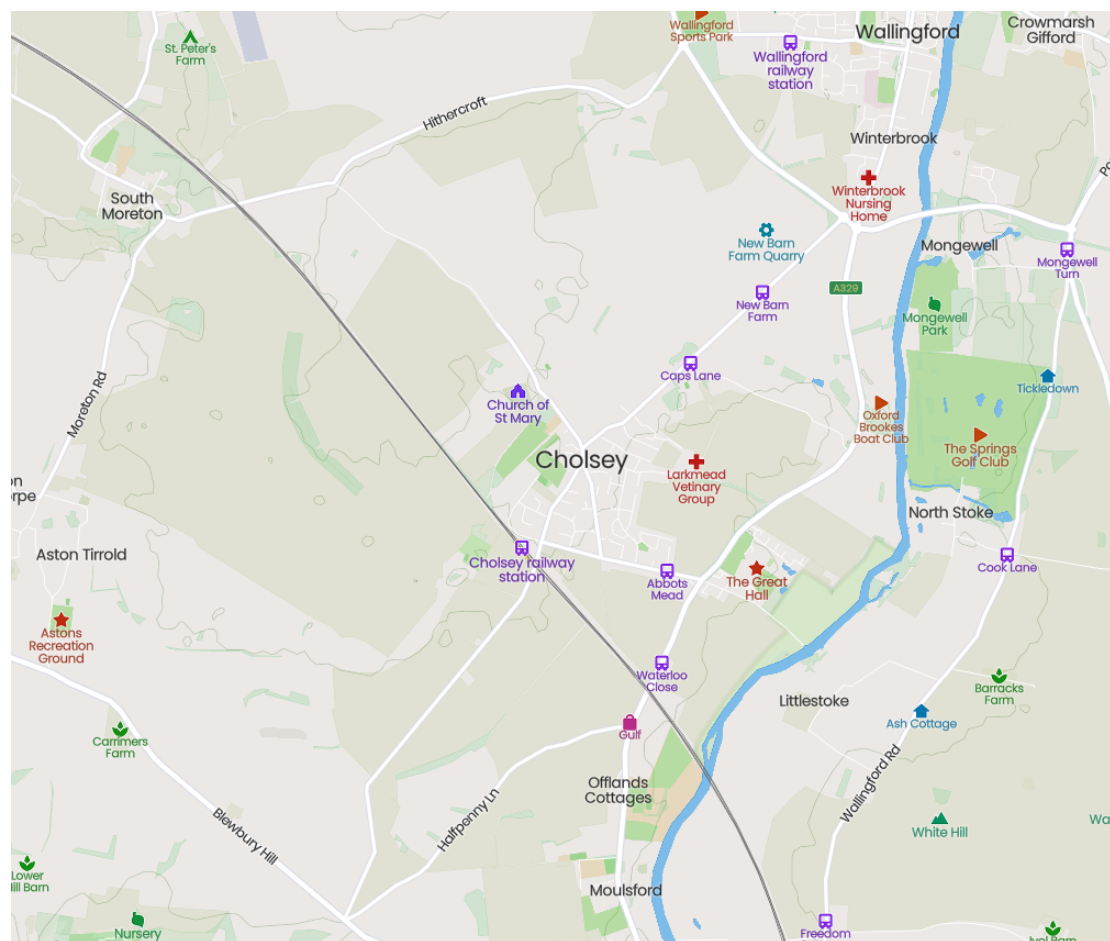 Wallingford
Sports Park
Wallingford
Crowmarsh
Gifford
St. Peter's
Farm
Wallingford
railway
station
Hithercroft
Winterbrook
South
Moreton
Winterbrook
Nursing
Home
New Barn
Farm Quarry
Mongewell
Mongewell
Turn
A329
New Barn
Farm
Mongewell
Park
Caps Lane
Tickledown
Moreton Rd
Church of
St Mary
Oxford
Brookes
Boat Club
The Springs
Golf Club
Cholsey
Larkmead
Vetinary
Group
North Stoke
Aston Tirrold
Cholsey railway
station
Abbots
Mead
The Great
Hall
Cook Lane
Astons
Recreation
Ground
Waterloo
Close
Littlestoke
Barracks
Farm
Ash Cottage
Carrimers
Farm
Gulf
Offlands
Cottages
Wallingford Rd
Halfpenny Ln
Blewbury Hill
White Hill
Lower
ill Barn
Moulsford
Nursery
Freedom